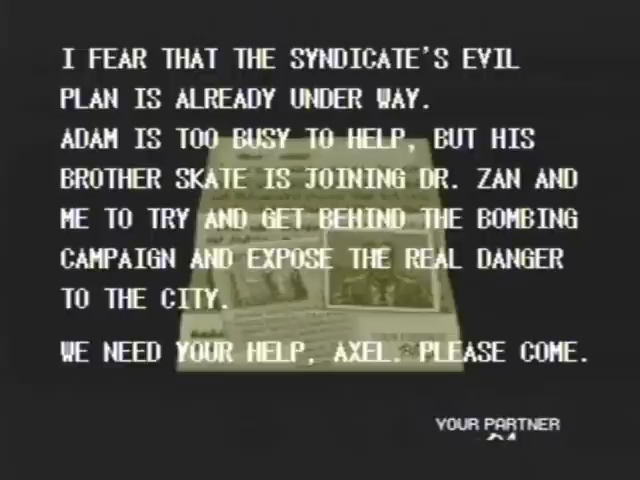 I FEAR THAT THE SYNDICATE'S EVIL
PLAN IS ALREADY UNDER WAY.
ADAM IS TOO BUSY TO HELP, BUT HIS
BROTHER SKATE IS JOINING DR. ZAN AND
ME TO TRY AND GET BEHIND THE BOMBING
CAMPAIGN AND EXPOSE THE REAL DANGER
TO THE CITY.
WE NEED YOUR HELP, AXEL. PLEASE COME.
YOUR PARTNER